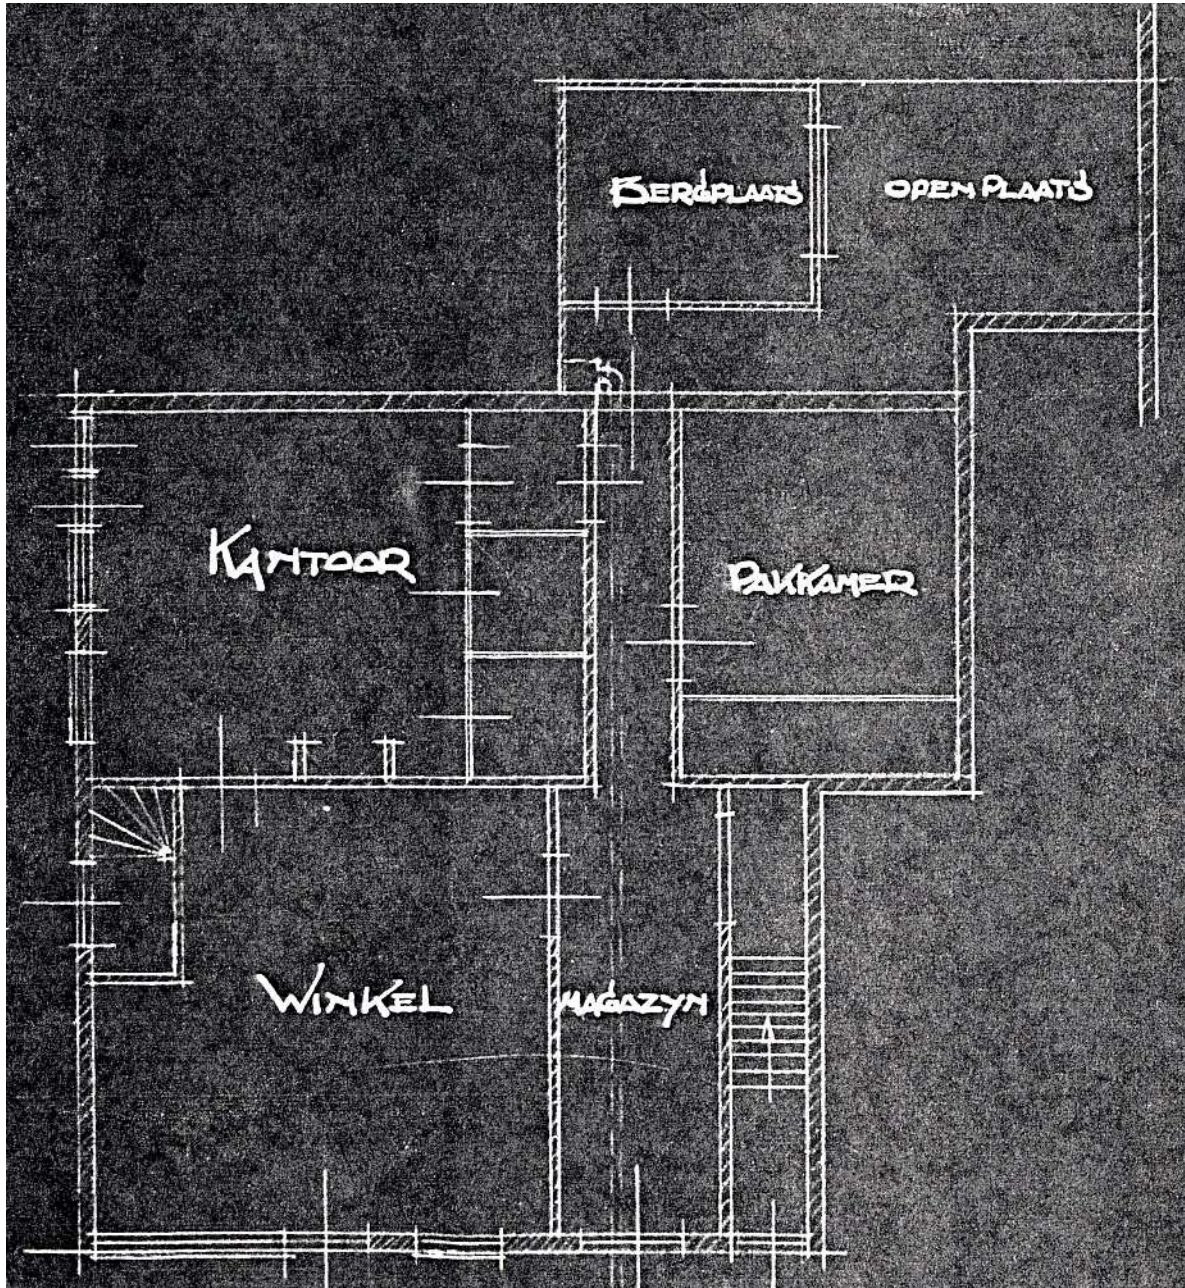 BERGPLAATS
OPEN PLAATS
KANTOOR
PAKKAMER
WINKEL
MAGAZYN